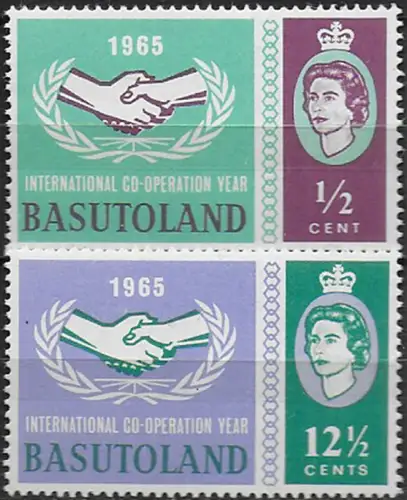 1965
INTERNATIONAL CO-OPERATION YEAR
BASUTOLAND
1/2
CENT
1965
INTERNATIONAL CO-OPERATION YEAR
BASUTOLAND
12 1/2
CENTS